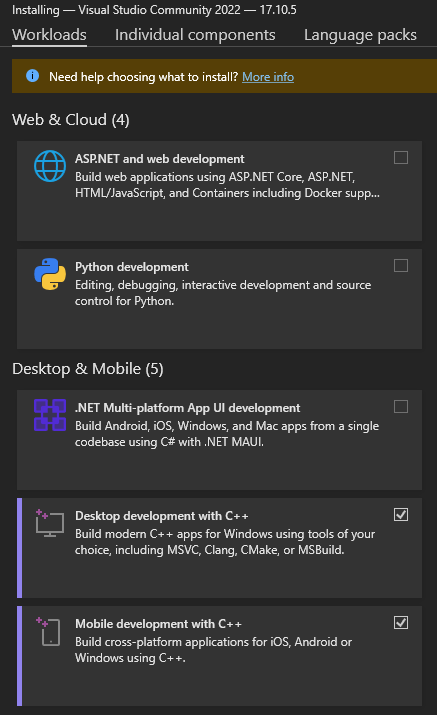 Installing — Visual Studio Community 2022 — 17.10.5
Workloads Individual components Language packs
Need help choosing what to install? More info
Web & Cloud (4)
ASP.NET and web development
Build web applications using ASP.NET Core, ASP.NET,
HTML/JavaScript, and Containers including Docker supp...
Python development
Editing, debugging, interactive development and source
control for Python.
Desktop & Mobile (5)
.NET Multi-platform App UI development
Build Android, iOS, Windows, and Mac apps from a single
codebase using C# with .NET MAUI.
Desktop development with C++
Build modern C++ apps for Windows using tools of your
choice, including MSVC, Clang, CMake, or MSBuild.
Mobile development with C++
Build cross-platform applications for iOS, Android or
Windows using C++.